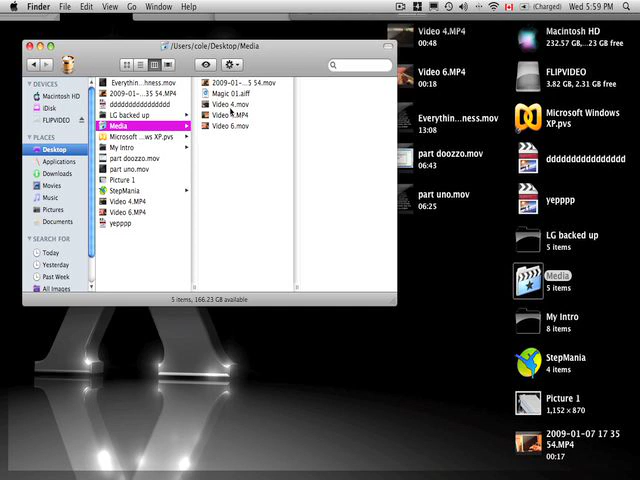 Finder File Edit View Go Window Help
(Charged) Wed 5:59 PM
/Users/cole/Desktop/Media
DEVICES
Macintosh HD
iDisk
FLIPVIDEO
PLACES
Desktop
Applications
Downloads
Movies
Music
Pictures
Documents
SEARCH FOR
Today
Yesterday
Past Week
All Images
Everythin...hness.mov
2009-01-...35 54.MP4
dddddddddddddddd
LG backed up
Media
Microsoft ...ws XP.pvs
My Intro
part doozzo.mov
part uno.mov
Picture 1
StepMania
Video 4.MP4
Video 6.MP4
yepppp
2009-01-...5 54.mov
Magic 01.aiff
Video 4.mov
Video 6.mov
5 items, 166.23 GB available
Video 4.MP4
00:48
Video 6.MP4
00:18
Everything...ness.mov
13:08
part doozzo.mov
06:43
part uno.mov
06:25
Macintosh HD
232.57 GB,...23 GB free
FLIPVIDEO
3.82 GB, 2.31 GB free
Microsoft Windows
XP.pvs
dddddddddddddddd
yepppp
LG backed up
5 items
Media
5 items
My Intro
8 items
StepMania
4 items
Picture 1
1,152 × 870
2009-01-07 17 35
54.MP4
00:17